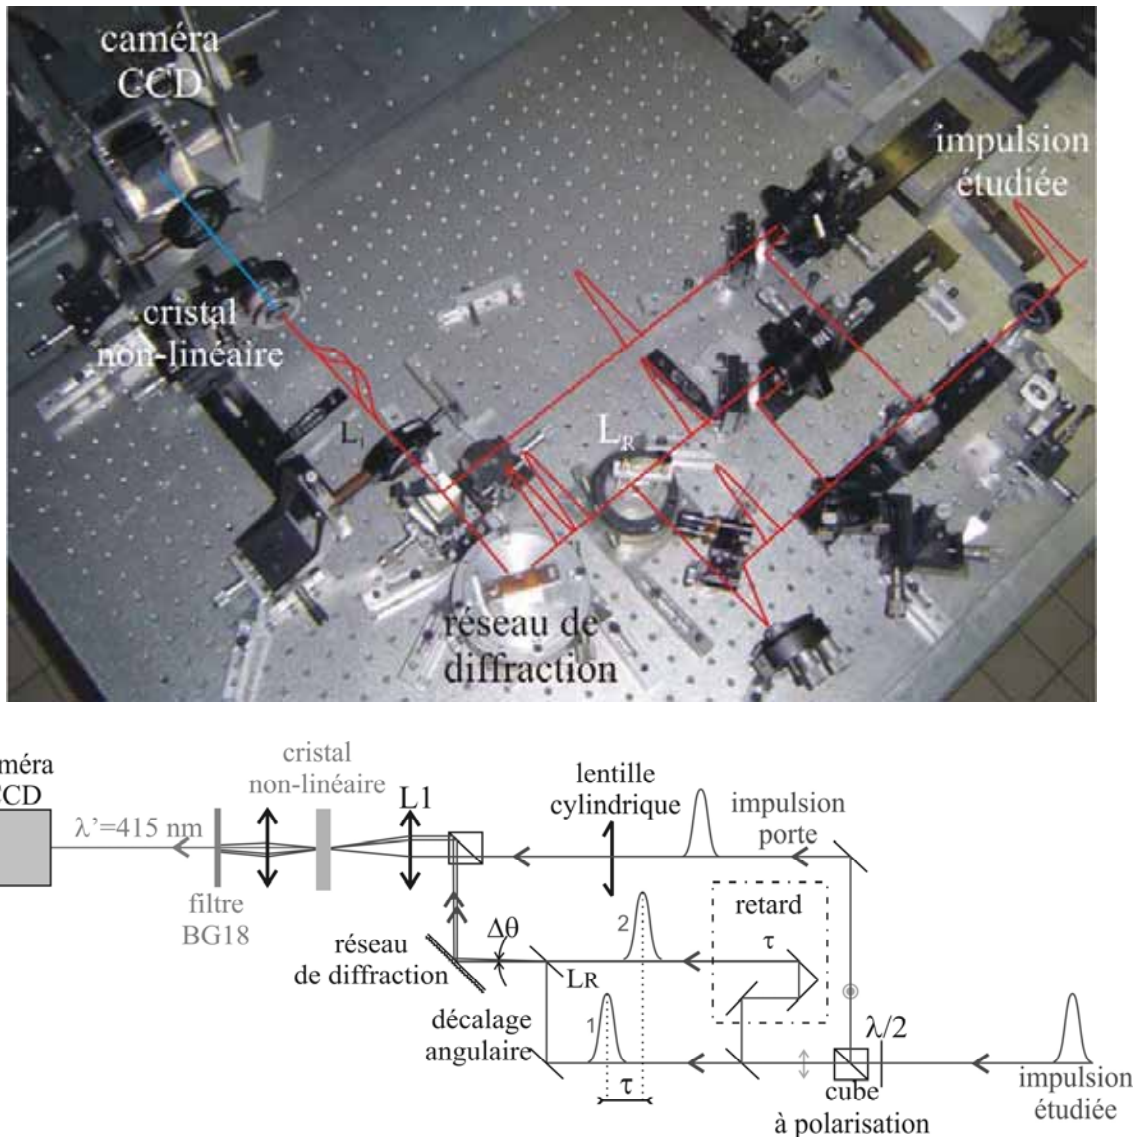 caméra
CCD
impulsion
étudiée
cristal
non-linéaire
L1
LR
réseau de
diffraction
cristal
non-linéaire
L1
lentille
cylindrique
impulsion
porte
λ'=415 nm
filtre
BG18
retard
τ
2
Δθ
réseau
de diffraction
LR
décalage
angulaire
1
τ
λ/2
cube
à polarisation
impulsion
étudiée